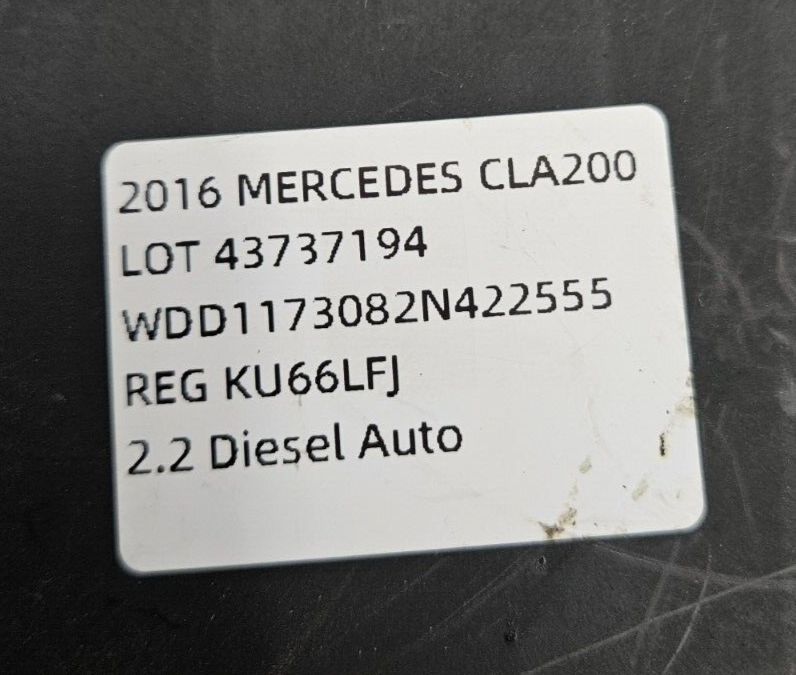 2016 MERCEDES CLA200
LOT 43737194
WDD1173082N422555
REG KU66LFJ
2.2 Diesel Auto